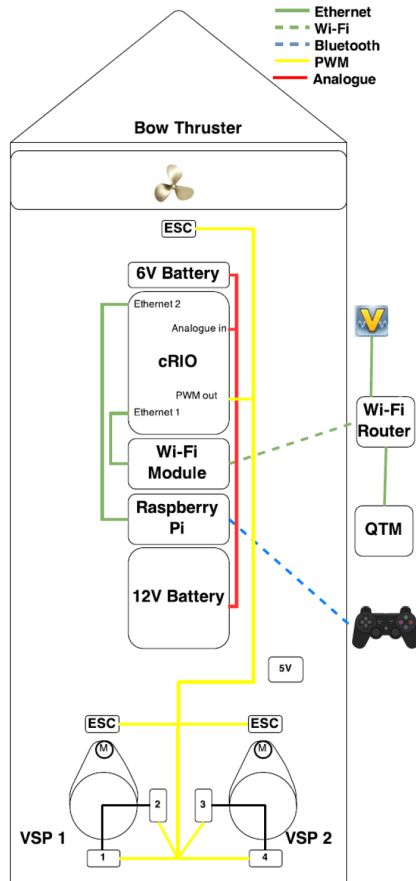 Ethernet
Wi-Fi
Bluetooth
PWM
Analogue
Bow Thruster
ESC
6V Battery
Ethernet 2
Analogue in
cRIO
PWM out
Ethernet 1
V
Wi-Fi
Router
Wi-Fi
Module
Raspberry
Pi
QTM
12V Battery
5V
ESC
ESC
M
M
2
3
VSP 1
VSP 2
1
4